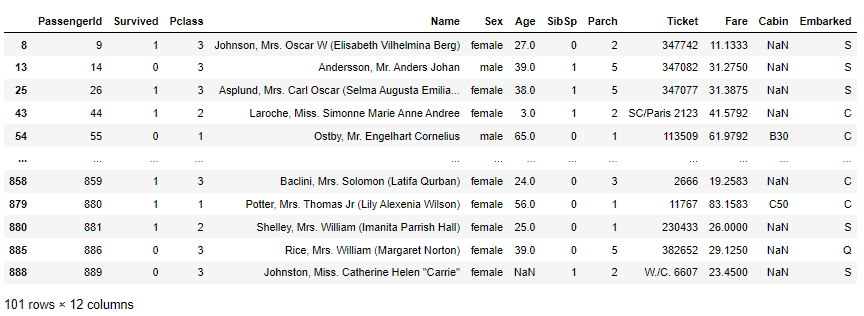 PassengerId Survived Pclass Name Sex Age SibSp Parch Ticket Fare Cabin Embarked
8 9 1 3 Johnson, Mrs. Oscar W (Elisabeth Vilhelmina Berg) female 27.0 0 2 347742 11.1333 NaN S
13 14 0 3 Andersson, Mr. Anders Johan male 39.0 1 5 347082 31.2750 NaN S
25 26 1 3 Asplund, Mrs. Carl Oscar (Selma Augusta Emilia... female 38.0 1 5 347077 31.3875 NaN S
43 44 1 2 Laroche, Miss. Simonne Marie Anne Andree female 3.0 1 2 SC/Paris 2123 41.5792 NaN C
54 55 0 1 Ostby, Mr. Engelhart Cornelius male 65.0 0 1 113509 61.9792 B30 C
... ... ... ... ... ... ... ... ... ... ... ... ...
858 859 1 3 Baclini, Mrs. Solomon (Latifa Qurban) female 24.0 0 3 2666 19.2583 NaN C
879 880 1 1 Potter, Mrs. Thomas Jr (Lily Alexenia Wilson) female 56.0 0 1 11767 83.1583 C50 C
880 881 1 2 Shelley, Mrs. William (Imanita Parrish Hall) female 25.0 0 1 230433 26.0000 NaN S
885 886 0 3 Rice, Mrs. William (Margaret Norton) female 39.0 0 5 382652 29.1250 NaN Q
888 889 0 3 Johnston, Miss. Catherine Helen "Carrie" female NaN 1 2 W./C. 6607 23.4500 NaN S
101 rows × 12 columns